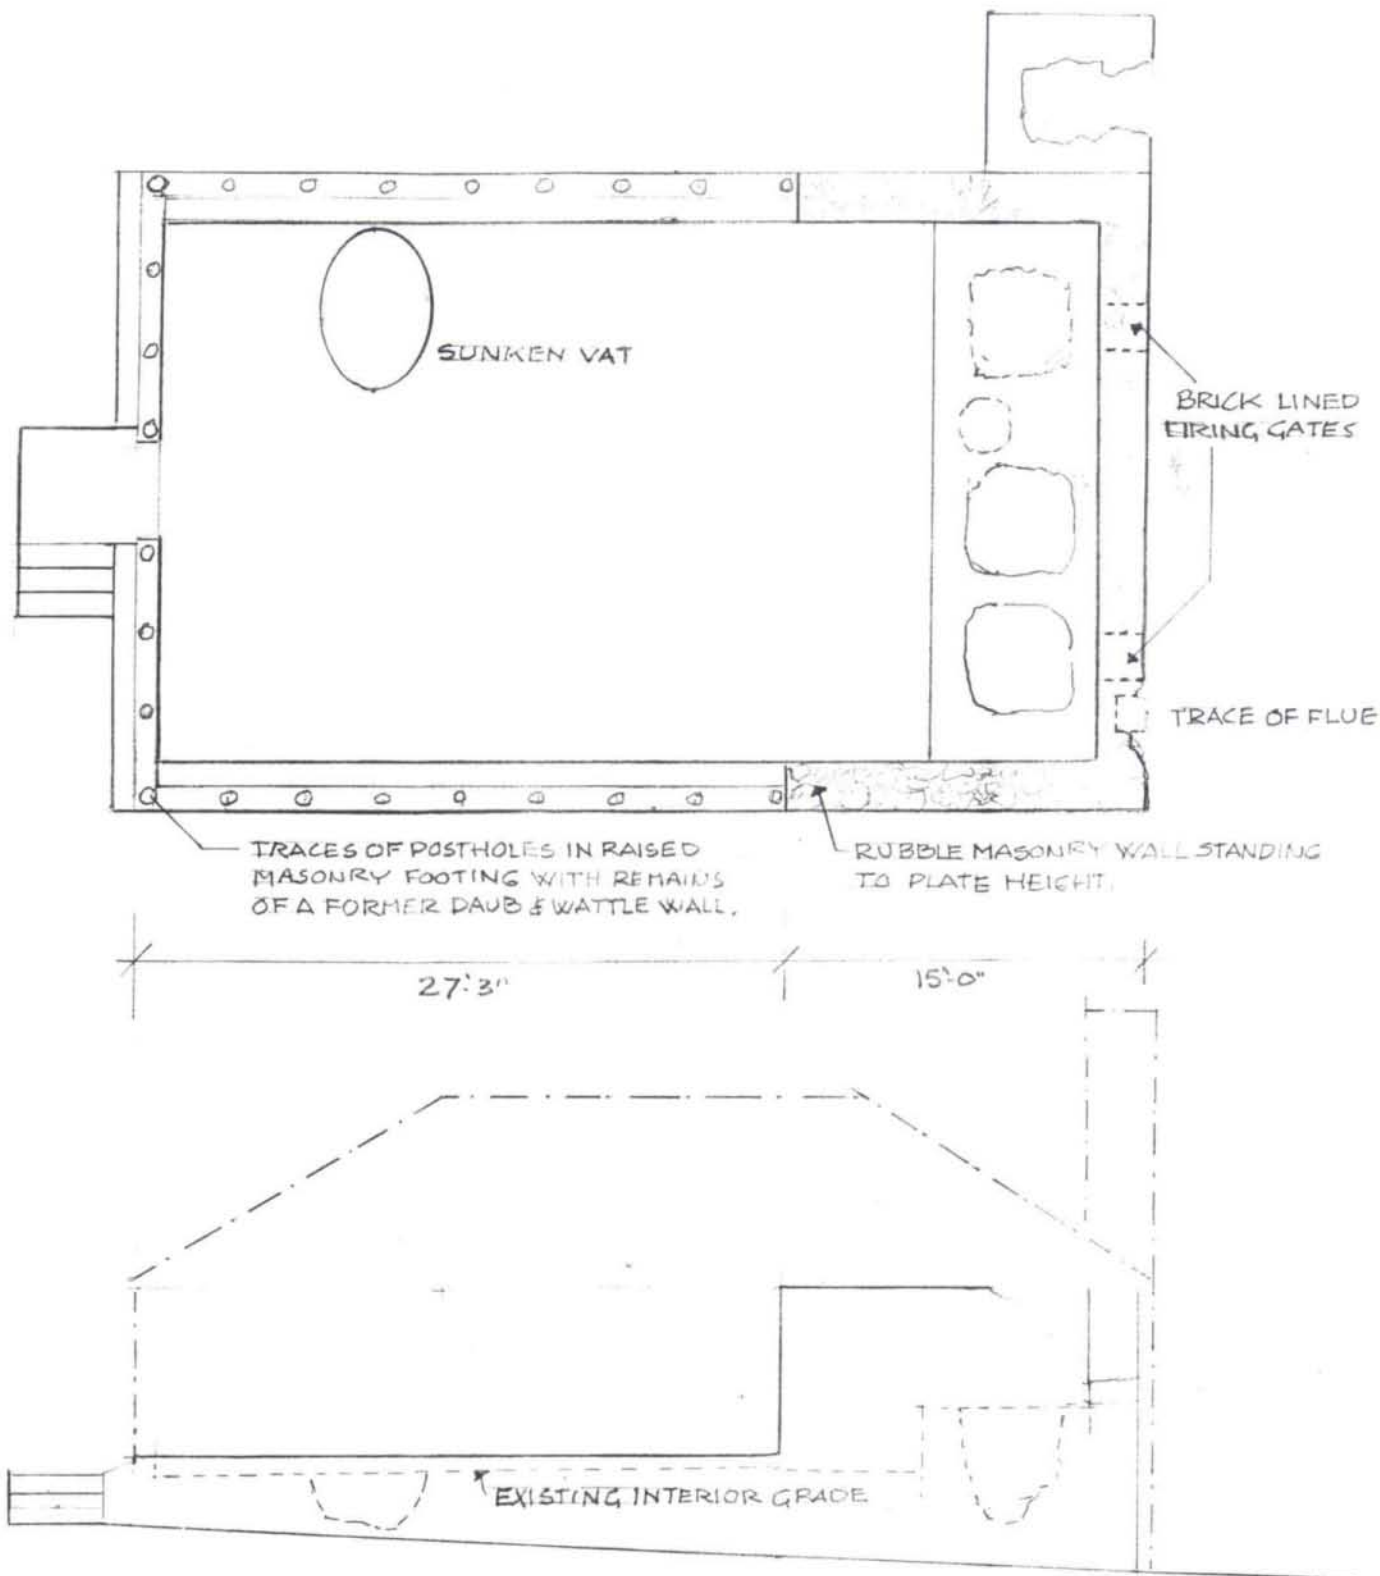 SUNKEN VAT
BRICK LINED
FIRING GATES
TRACE OF FLUE
TRACES OF POSTHOLES IN RAISED
MASONRY FOOTING WITH REMAINS
OF A FORMER DAUB & WATTLE WALL.
RUBBLE MASONRY WALL STANDING
TO PLATE HEIGHT.
27'-3"
15'-0"
EXISTING INTERIOR GRADE